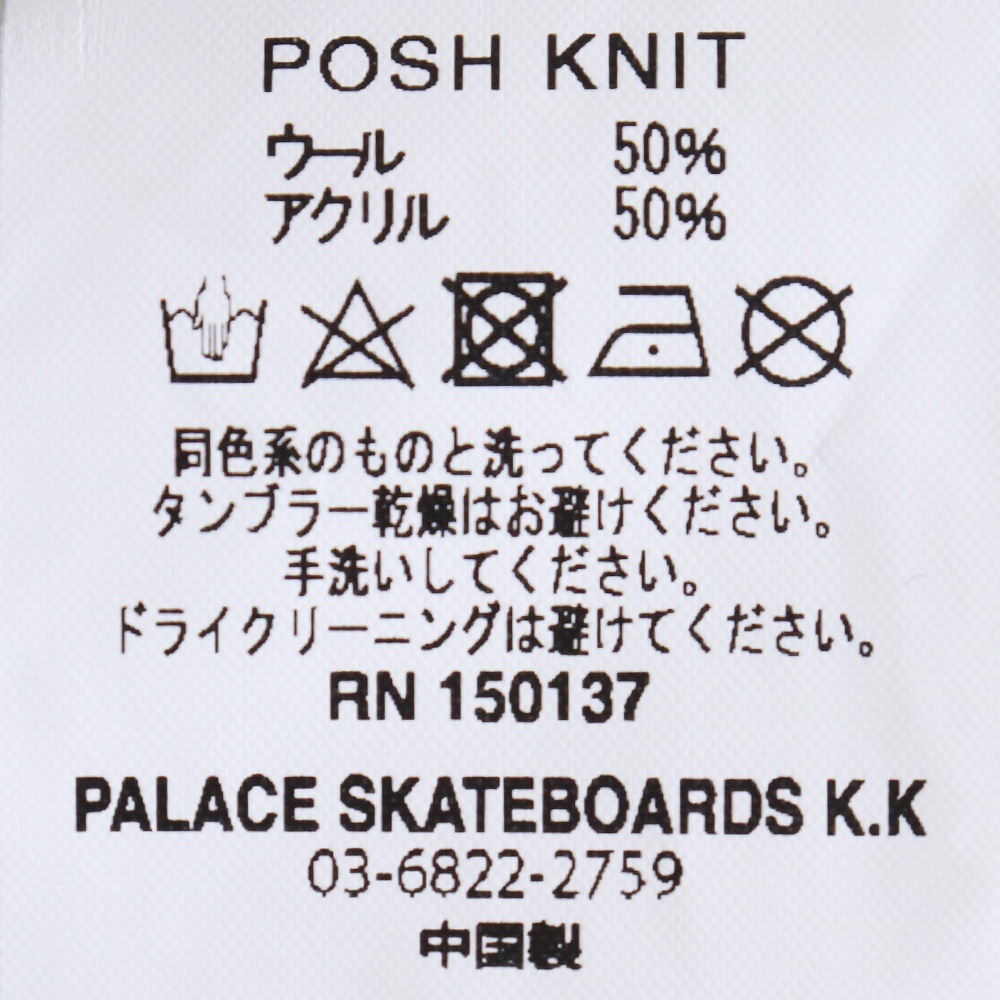 POSH KNIT
ウール 50%
アクリル 50%
同色系のものと洗ってください。
タンブラー乾燥はお避けください。
手洗いしてください。
ドライクリーニングは避けてください。
RN 150137
PALACE SKATEBOARDS K.K
03-6822-2759
中国製